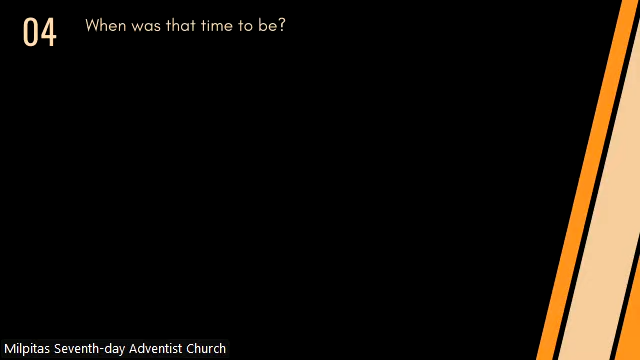 04
When was that time to be?
Milpitas Seventh-day Adventist Church